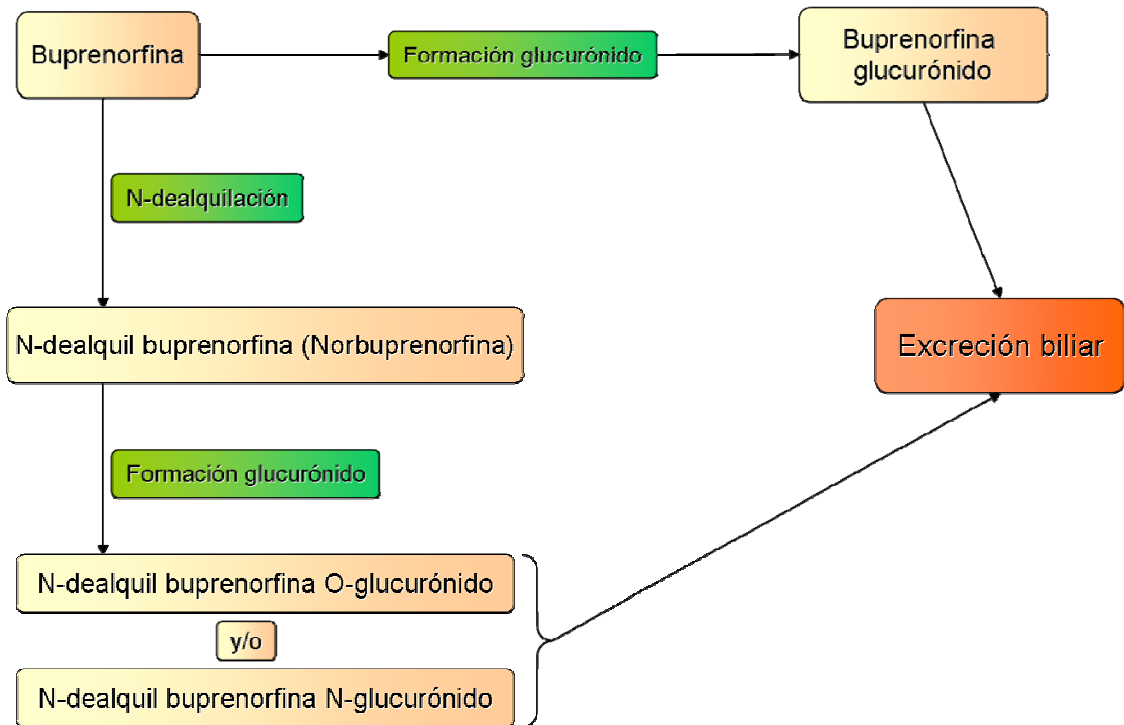 Buprenorfina
Formación glucurónido
Buprenorfina
glucurónido
N-dealquilación
N-dealquil buprenorfina (Norbuprenorfina)
Excreción biliar
Formación glucurónido
N-dealquil buprenorfina O-glucurónido
y/o
N-dealquil buprenorfina N-glucurónido